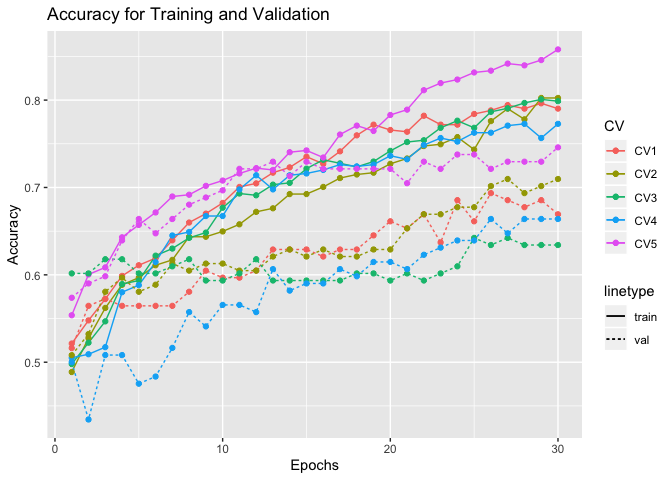 Accuracy for Training and Validation
Accuracy
0.8
0.7
0.6
0.5
0
10
20
30
Epochs
CV
CV1
CV2
CV3
CV4
CV5
linetype
train
val